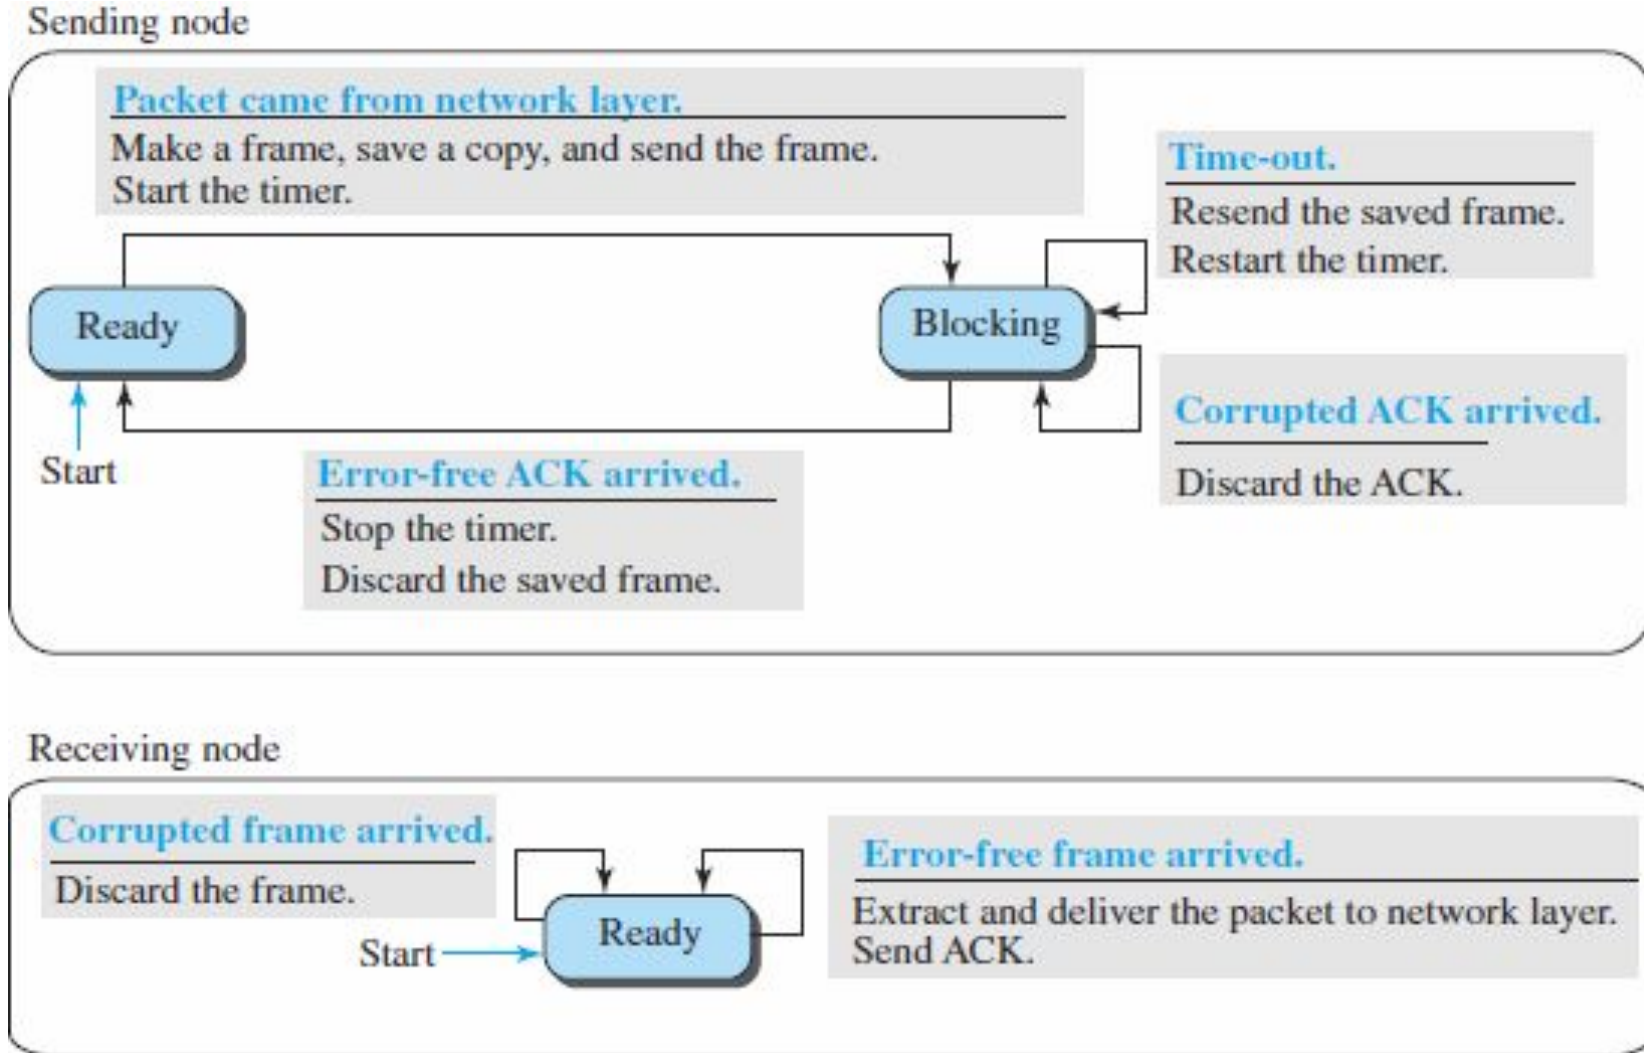 Sending node
Packet came from network layer.
Make a frame, save a copy, and send the frame.
Start the timer.
Time-out.
Resend the saved frame.
Restart the timer.
Ready
Blocking
Start
Error-free ACK arrived.
Stop the timer.
Discard the saved frame.
Corrupted ACK arrived.
Discard the ACK.
Receiving node
Corrupted frame arrived.
Discard the frame.
Start
Ready
Error-free frame arrived.
Extract and deliver the packet to network layer.
Send ACK.